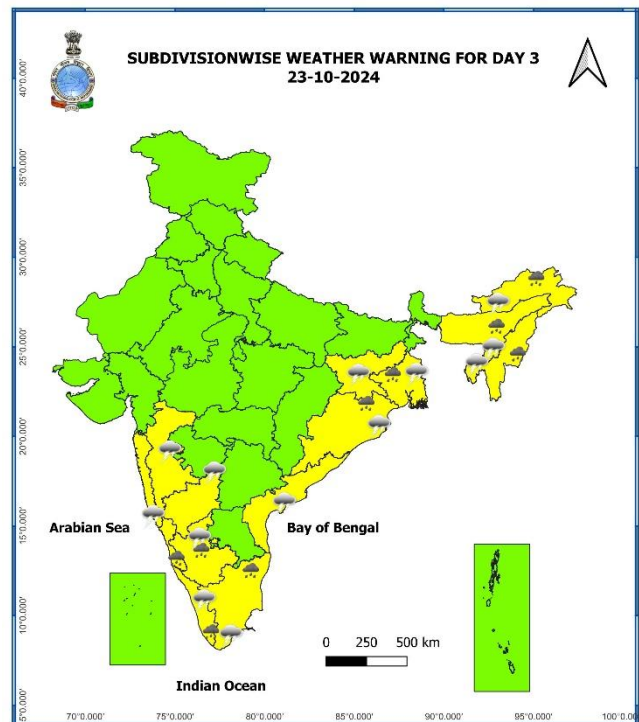 SUBDIVISIONWISE WEATHER WARNING FOR DAY 3
23-10-2024
40°0.000'
35°0.000'
30°0.000'
25°0.000'
20°0.000'
15°0.000'
10°0.000'
5°0.000'
Arabian Sea
Bay of Bengal
0 250 500 km
Indian Ocean
70°0.000' 75°0.000' 80°0.000' 85°0.000' 90°0.000' 95°0.000' 100°0.0